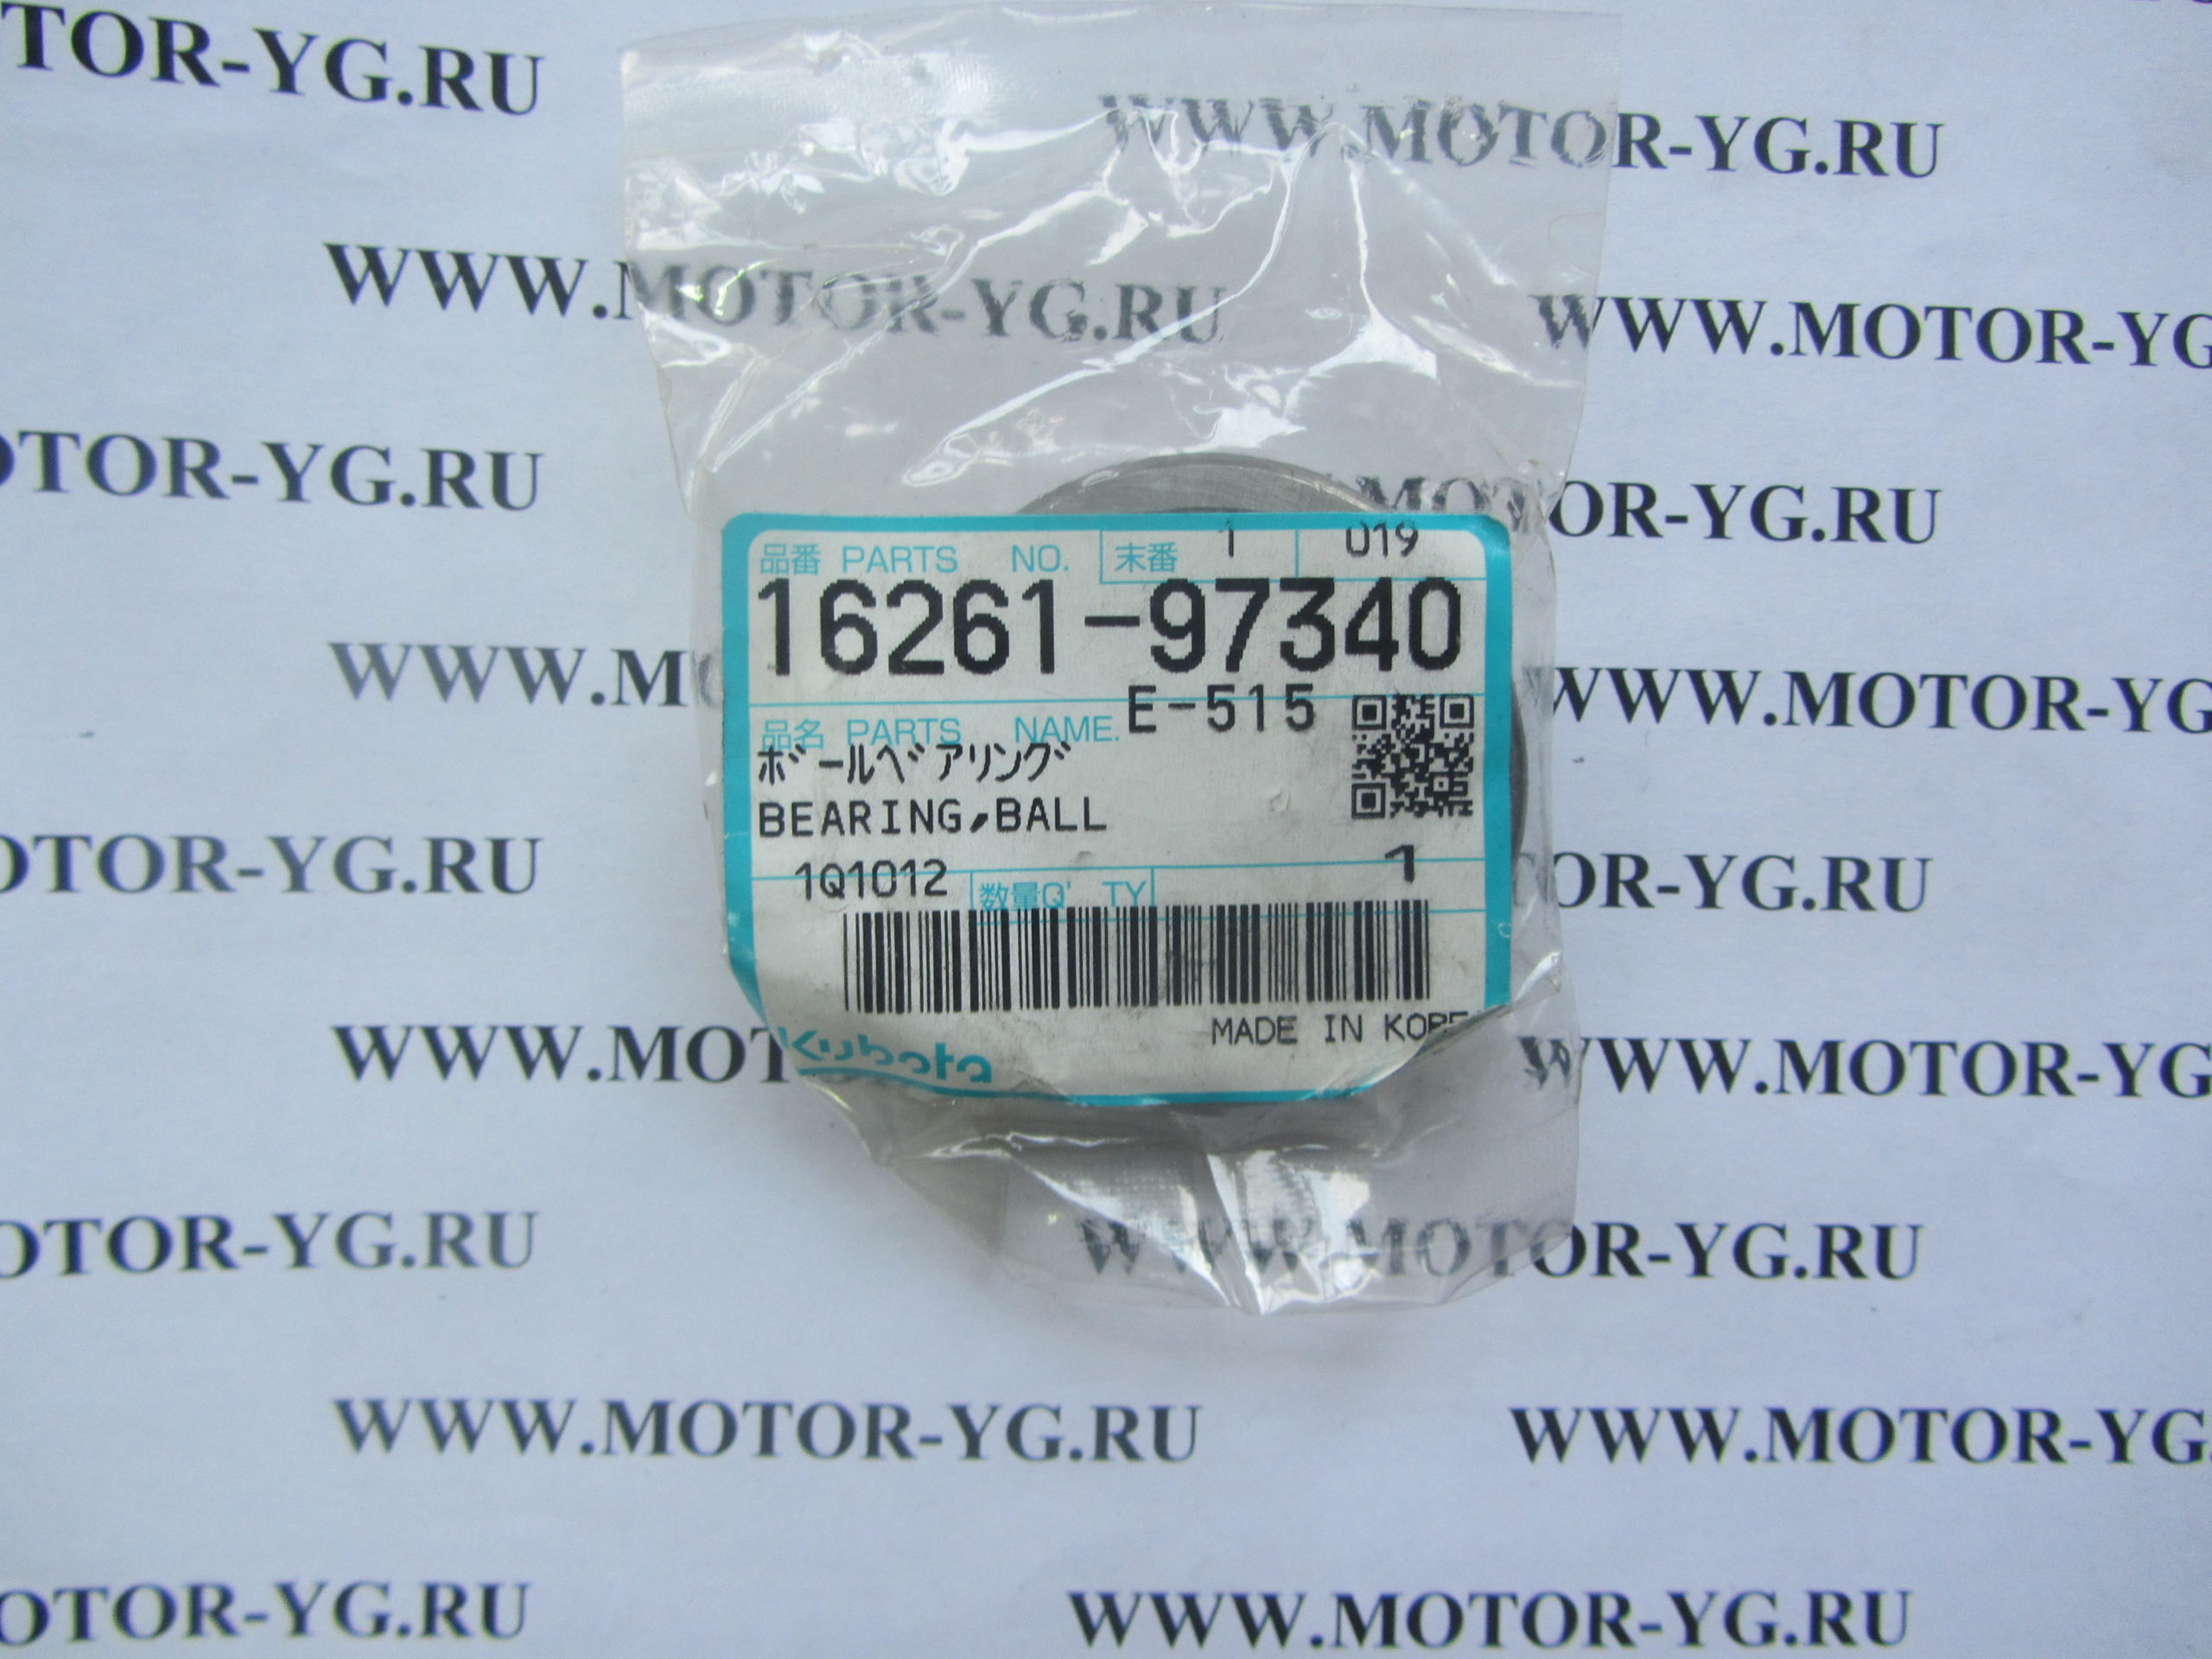 TOR-YG.RU
WWW.MOTOR-YG.RU
WWW.MOTOR-YG.RU
WWW.MOTOR-YG
OTOR-YG.RU
MOTOR-YG.RU
品番 PARTS NO. 末番 1 019
16261-97340
E-515
品名 PARTS NAME.
ボールベアリング
BEARING,BALL
1Q1012 数量Q'TY 1
MADE IN KORE
Kubota
WWW.M
WWW.MOTOR-YG
OTOR-YG.RU
OR-YG.RU
WWW.MOT
WWW.MOTOR-YG
OTOR-YG.RU
WWW.MOTOR-YG.RU
WWW.MOTOR-YG.RU
WWW.MOTOR-YG.
OTOR-YG.RU
WWW.MOTOR-YG.RU